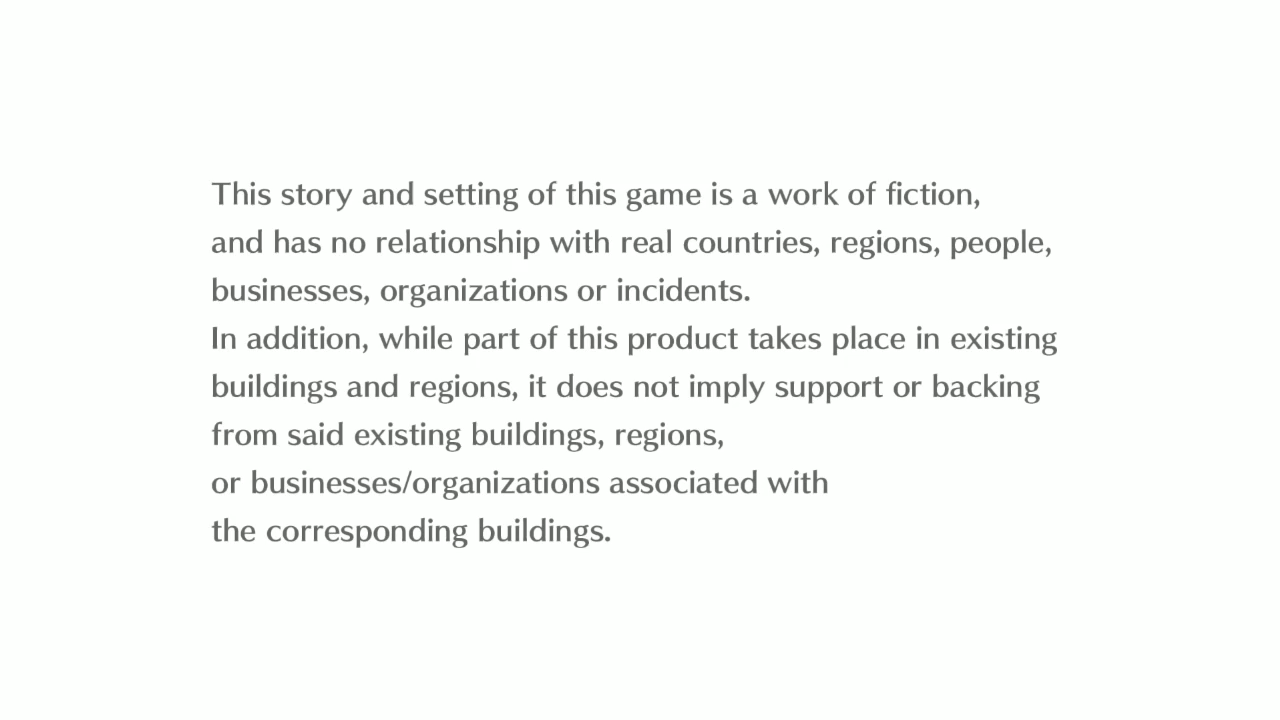 This story and setting of this game is a work of fiction,
and has no relationship with real countries, regions, people,
businesses, organizations or incidents.
In addition, while part of this product takes place in existing
buildings and regions, it does not imply support or backing
from said existing buildings, regions,
or businesses/organizations associated with
the corresponding buildings.